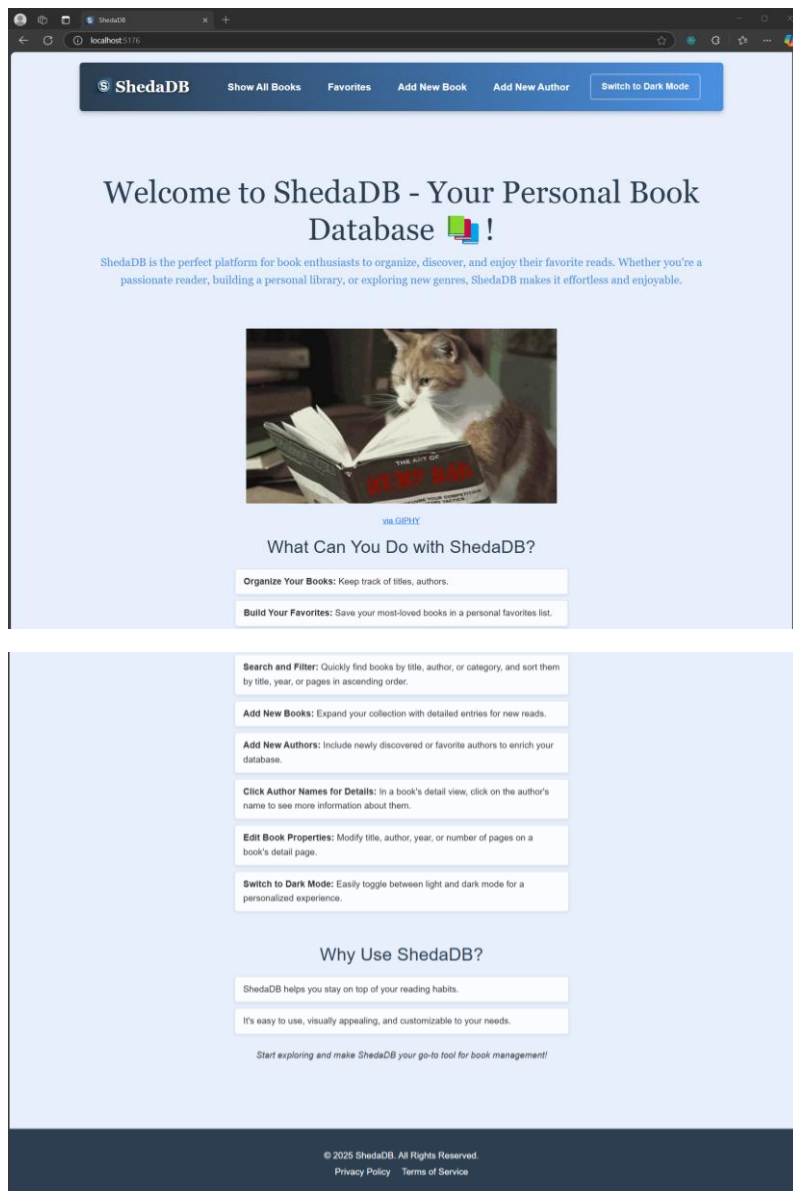 ShedaDB
localhost:5176
ShedaDB
Show All Books
Favorites
Add New Book
Add New Author
Switch to Dark Mode
Welcome to ShedaDB - Your Personal Book
Database 📚!
ShedaDB is the perfect platform for book enthusiasts to organize, discover, and enjoy their favorite reads. Whether you're a
passionate reader, building a personal library, or exploring new genres, ShedaDB makes it effortless and enjoyable.
THE ART OF
via GIPHY
What Can You Do with ShedaDB?
Organize Your Books: Keep track of titles, authors.
Build Your Favorites: Save your most-loved books in a personal favorites list.
Search and Filter: Quickly find books by title, author, or category, and sort them
by title, year, or pages in ascending order.
Add New Books: Expand your collection with detailed entries for new reads.
Add New Authors: Include newly discovered or favorite authors to enrich your
database.
Click Author Names for Details: In a book's detail view, click on the author's
name to see more information about them.
Edit Book Properties: Modify title, author, year, or number of pages on a
book's detail page.
Switch to Dark Mode: Easily toggle between light and dark mode for a
personalized experience.
Why Use ShedaDB?
ShedaDB helps you stay on top of your reading habits.
It's easy to use, visually appealing, and customizable to your needs.
Start exploring and make ShedaDB your go-to tool for book management!
© 2025 ShedaDB. All Rights Reserved.
Privacy Policy Terms of Service